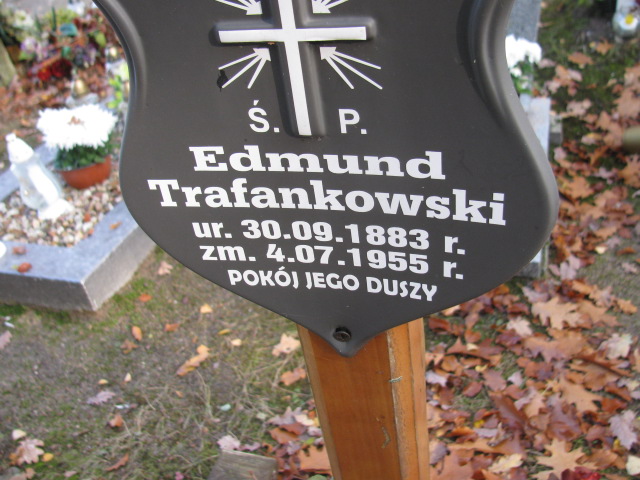 Ś. P.
Edmund
Trafankowski
ur. 30.09.1883 r.
zm. 4.07.1955 r.
POKÓJ JEGO DUSZY